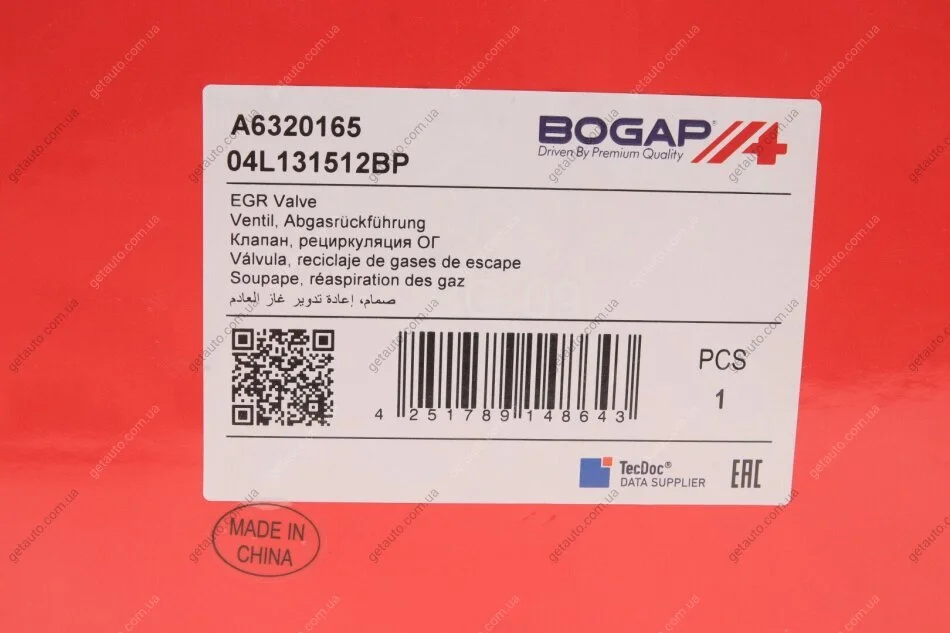 A6320165
04L131512BP
BOGAP®
Driven By Premium Quality
EGR Valve
Ventil, Abgasrückführung
Клапан, рециркуляция ОГ
Válvula, reciclaje de gases de escape
Soupape, réaspiration des gaz
صمام، إعادة تدوير غاز العادم
4 251789 148643
PCS
1
TecDoc®
DATA SUPPLIER
EAC
MADE IN
CHINA
getauto.com.ua